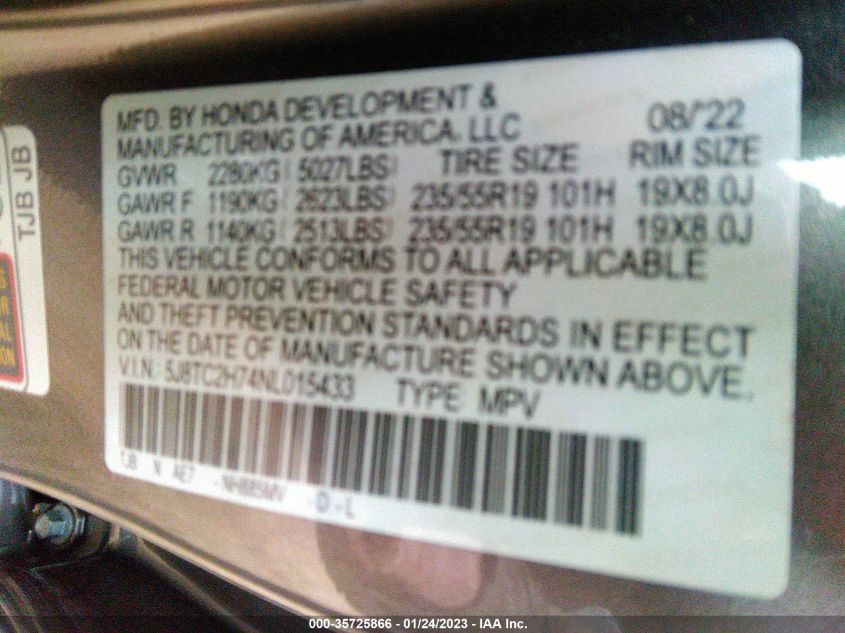 MFD. BY HONDA DEVELOPMENT & 08/'22
MANUFACTURING OF AMERICA, LLC
GVWR 2280KG ( 5027LBS) TIRE SIZE RIM SIZE
GAWR F 1190KG ( 2623LBS) 235/55R19 101H 19X8.0J
GAWR R 1140KG ( 2513LBS) 235/55R19 101H 19X8.0J
THIS VEHICLE CONFORMS TO ALL APPLICABLE
FEDERAL MOTOR VEHICLE SAFETY
AND THEFT PREVENTION STANDARDS IN EFFECT
ON THE DATE OF MANUFACTURE SHOWN ABOVE.
V.I.N.: 5J8TC2H74NL015433 TYPE: MPV
TJB N AE7 - D - L
TJB JB
000-35725866 - 01/24/2023 - IAA Inc.